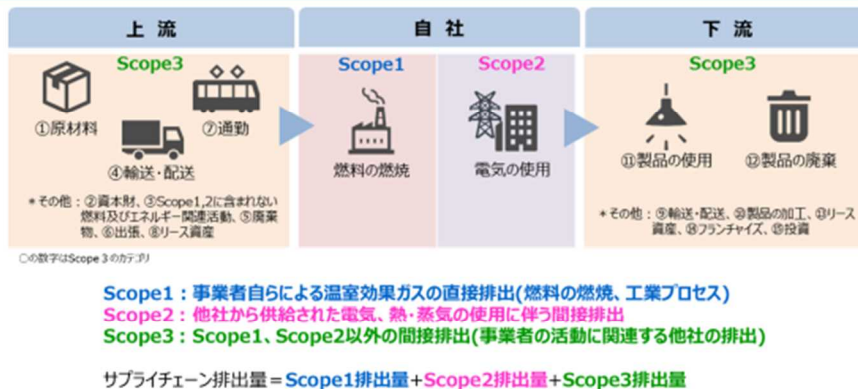 上 流
自 社
下 流
Scope3
Scope1
Scope2
Scope3
①原材料
⑦通勤
④輸送・配送
燃料の燃焼
電気の使用
⑪製品の使用
⑫製品の廃棄
*その他：②資本財、③Scope1,2に含まれない
燃料及びエネルギー関連活動、⑤廃棄
物、⑥出張、⑧リース資産
*その他：⑨輸送・配送、⑩製品の加工、⑬リース
資産、⑭フランチャイズ、⑮投資
○の数字はScope 3 のカテゴリ
Scope1：事業者自らによる温室効果ガスの直接排出(燃料の燃焼、工業プロセス)
Scope2：他社から供給された電気、熱・蒸気の使用に伴う間接排出
Scope3：Scope1、Scope2以外の間接排出(事業者の活動に関連する他社の排出)
サプライチェーン排出量＝Scope1排出量+Scope2排出量+Scope3排出量